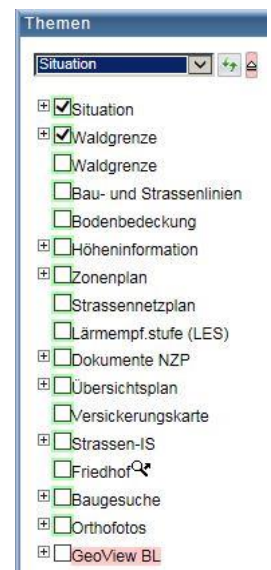 Themen
Situation
Situation
Waldgrenze
Waldgrenze
Bau- und Strassenlinien
Bodenbedeckung
Höheninformation
Zonenplan
Strassennetzplan
Lärmempf.stufe (LES)
Dokumente NZP
Übersichtsplan
Versickerungskarte
Strassen-IS
Friedhof
Baugesuche
Orthofotos
GeoView BL